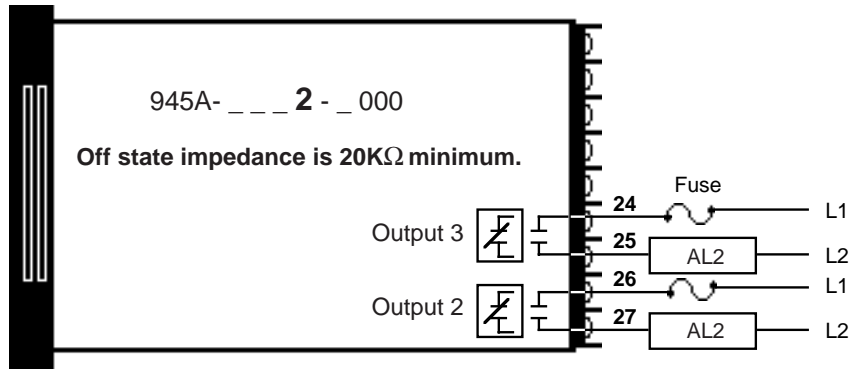 945A- _ _ _ 2 - _ 000
Off state impedance is 20KΩ minimum.
Fuse
24
L1
Output 3
25
AL2
L2
26
L1
Output 2
27
AL2
L2